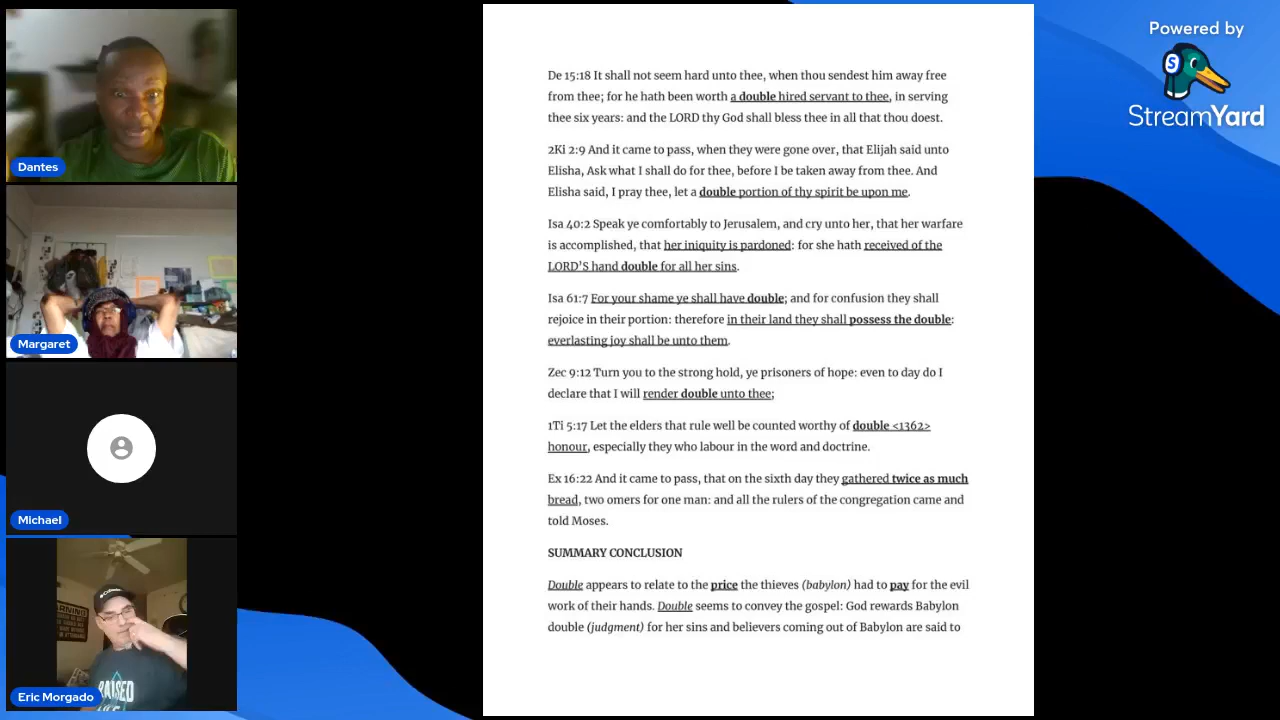 Dantes
Margaret
Michael
Eric Morgado
WARNING
RAISED
De 15:18 It shall not seem hard unto thee, when thou sendest him away free
from thee; for he hath been worth a double hired servant to thee, in serving
thee six years: and the LORD thy God shall bless thee in all that thou doest.
2Ki 2:9 And it came to pass, when they were gone over, that Elijah said unto
Elisha, Ask what I shall do for thee, before I be taken away from thee. And
Elisha said, I pray thee, let a double portion of thy spirit be upon me.
Isa 40:2 Speak ye comfortably to Jerusalem, and cry unto her, that her warfare
is accomplished, that her iniquity is pardoned: for she hath received of the
LORD'S hand double for all her sins.
Isa 61:7 For your shame ye shall have double; and for confusion they shall
rejoice in their portion: therefore in their land they shall possess the double:
everlasting joy shall be unto them.
Zec 9:12 Turn you to the strong hold, ye prisoners of hope: even to day do I
declare that I will render double unto thee;
1Ti 5:17 Let the elders that rule well be counted worthy of double <1362>
honour, especially they who labour in the word and doctrine.
Ex 16:22 And it came to pass, that on the sixth day they gathered twice as much
bread, two omers for one man: and all the rulers of the congregation came and
told Moses.
SUMMARY CONCLUSION
Double appears to relate to the price the thieves (babylon) had to pay for the evil
work of their hands. Double seems to convey the gospel: God rewards Babylon
double (judgment) for her sins and believers coming out of Babylon are said to
Powered by
S
StreamYard